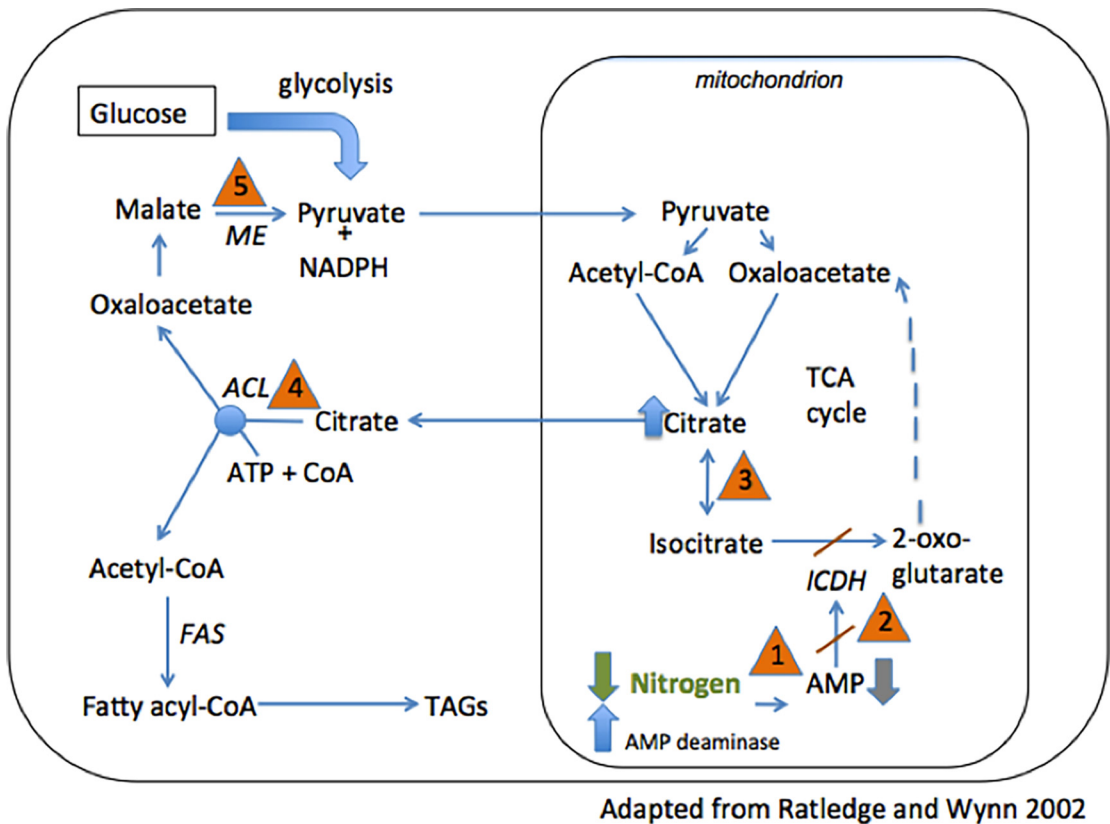 mitochondrion
glycolysis
Glucose
5
Malate
ME
Pyruvate
+
NADPH
Pyruvate
Acetyl-CoA
Oxaloacetate
Oxaloacetate
TCA
cycle
ACL
4
Citrate
Citrate
ATP + CoA
3
Isocitrate
2-oxo-
glutarate
ICDH
Acetyl-CoA
FAS
1
2
Nitrogen
AMP
Fatty acyl-CoA
TAGs
AMP deaminase
Adapted from Ratledge and Wynn 2002